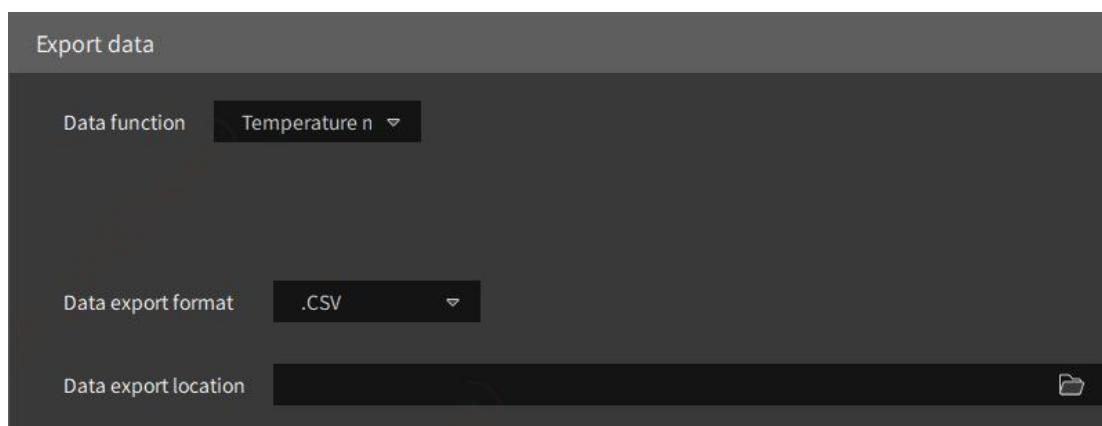 Export data
Data function Temperature n
Data export format .CSV
Data export location